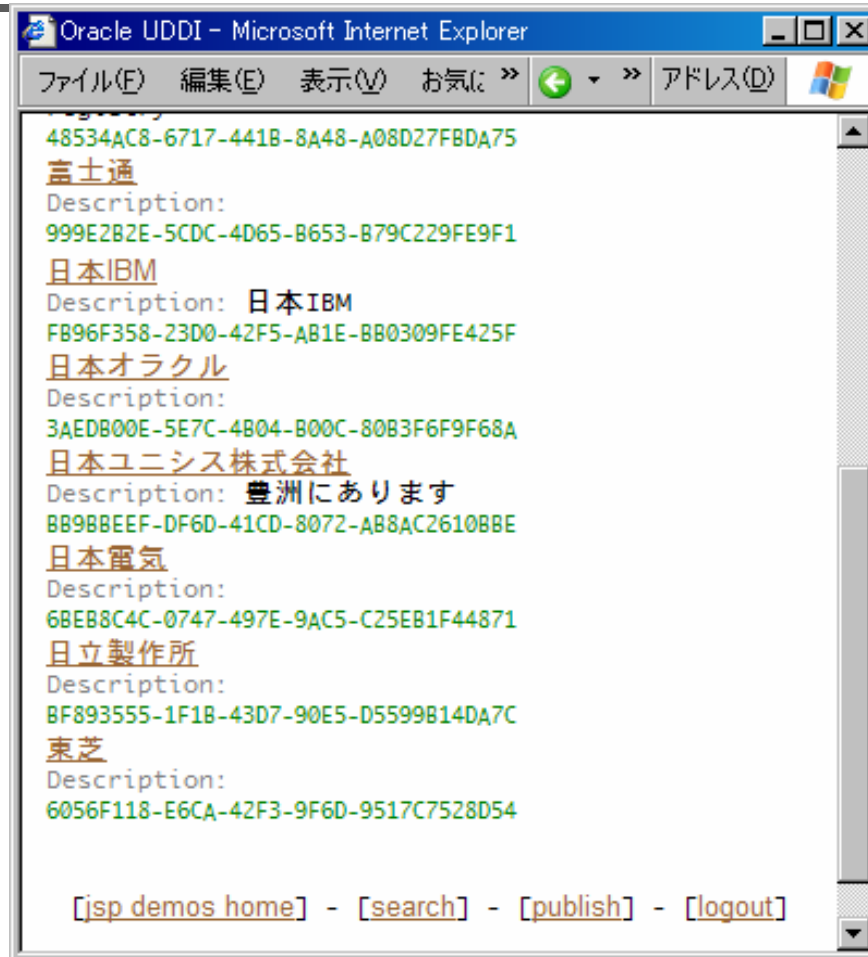 Oracle UDDI - Microsoft Internet Explorer
ファイル(F) 編集(E) 表示(V) お気に » » アドレス(D)
48534AC8-6717-441B-8A48-A08D27FBDA75
富士通
Description:
999E2B2E-5CDC-4D65-B653-B79C229FE9F1
日本IBM
Description: 日本IBM
FB96F358-23D0-42F5-AB1E-BB0309FE425F
日本オラクル
Description:
3AEDB00E-5E7C-4B04-B00C-80B3F6F9F68A
日本ユニシス株式会社
Description: 豊洲にあります
BB9BBEEF-DF6D-41CD-8072-AB8AC2610BBE
日本電気
Description:
6BEB8C4C-0747-497E-9AC5-C25EB1F44871
日立製作所
Description:
BF893555-1F1B-43D7-90E5-D5599B14DA7C
東芝
Description:
6056F118-E6CA-42F3-9F6D-9517C7528D54
[jsp demos home] - [search] - [publish] - [logout]